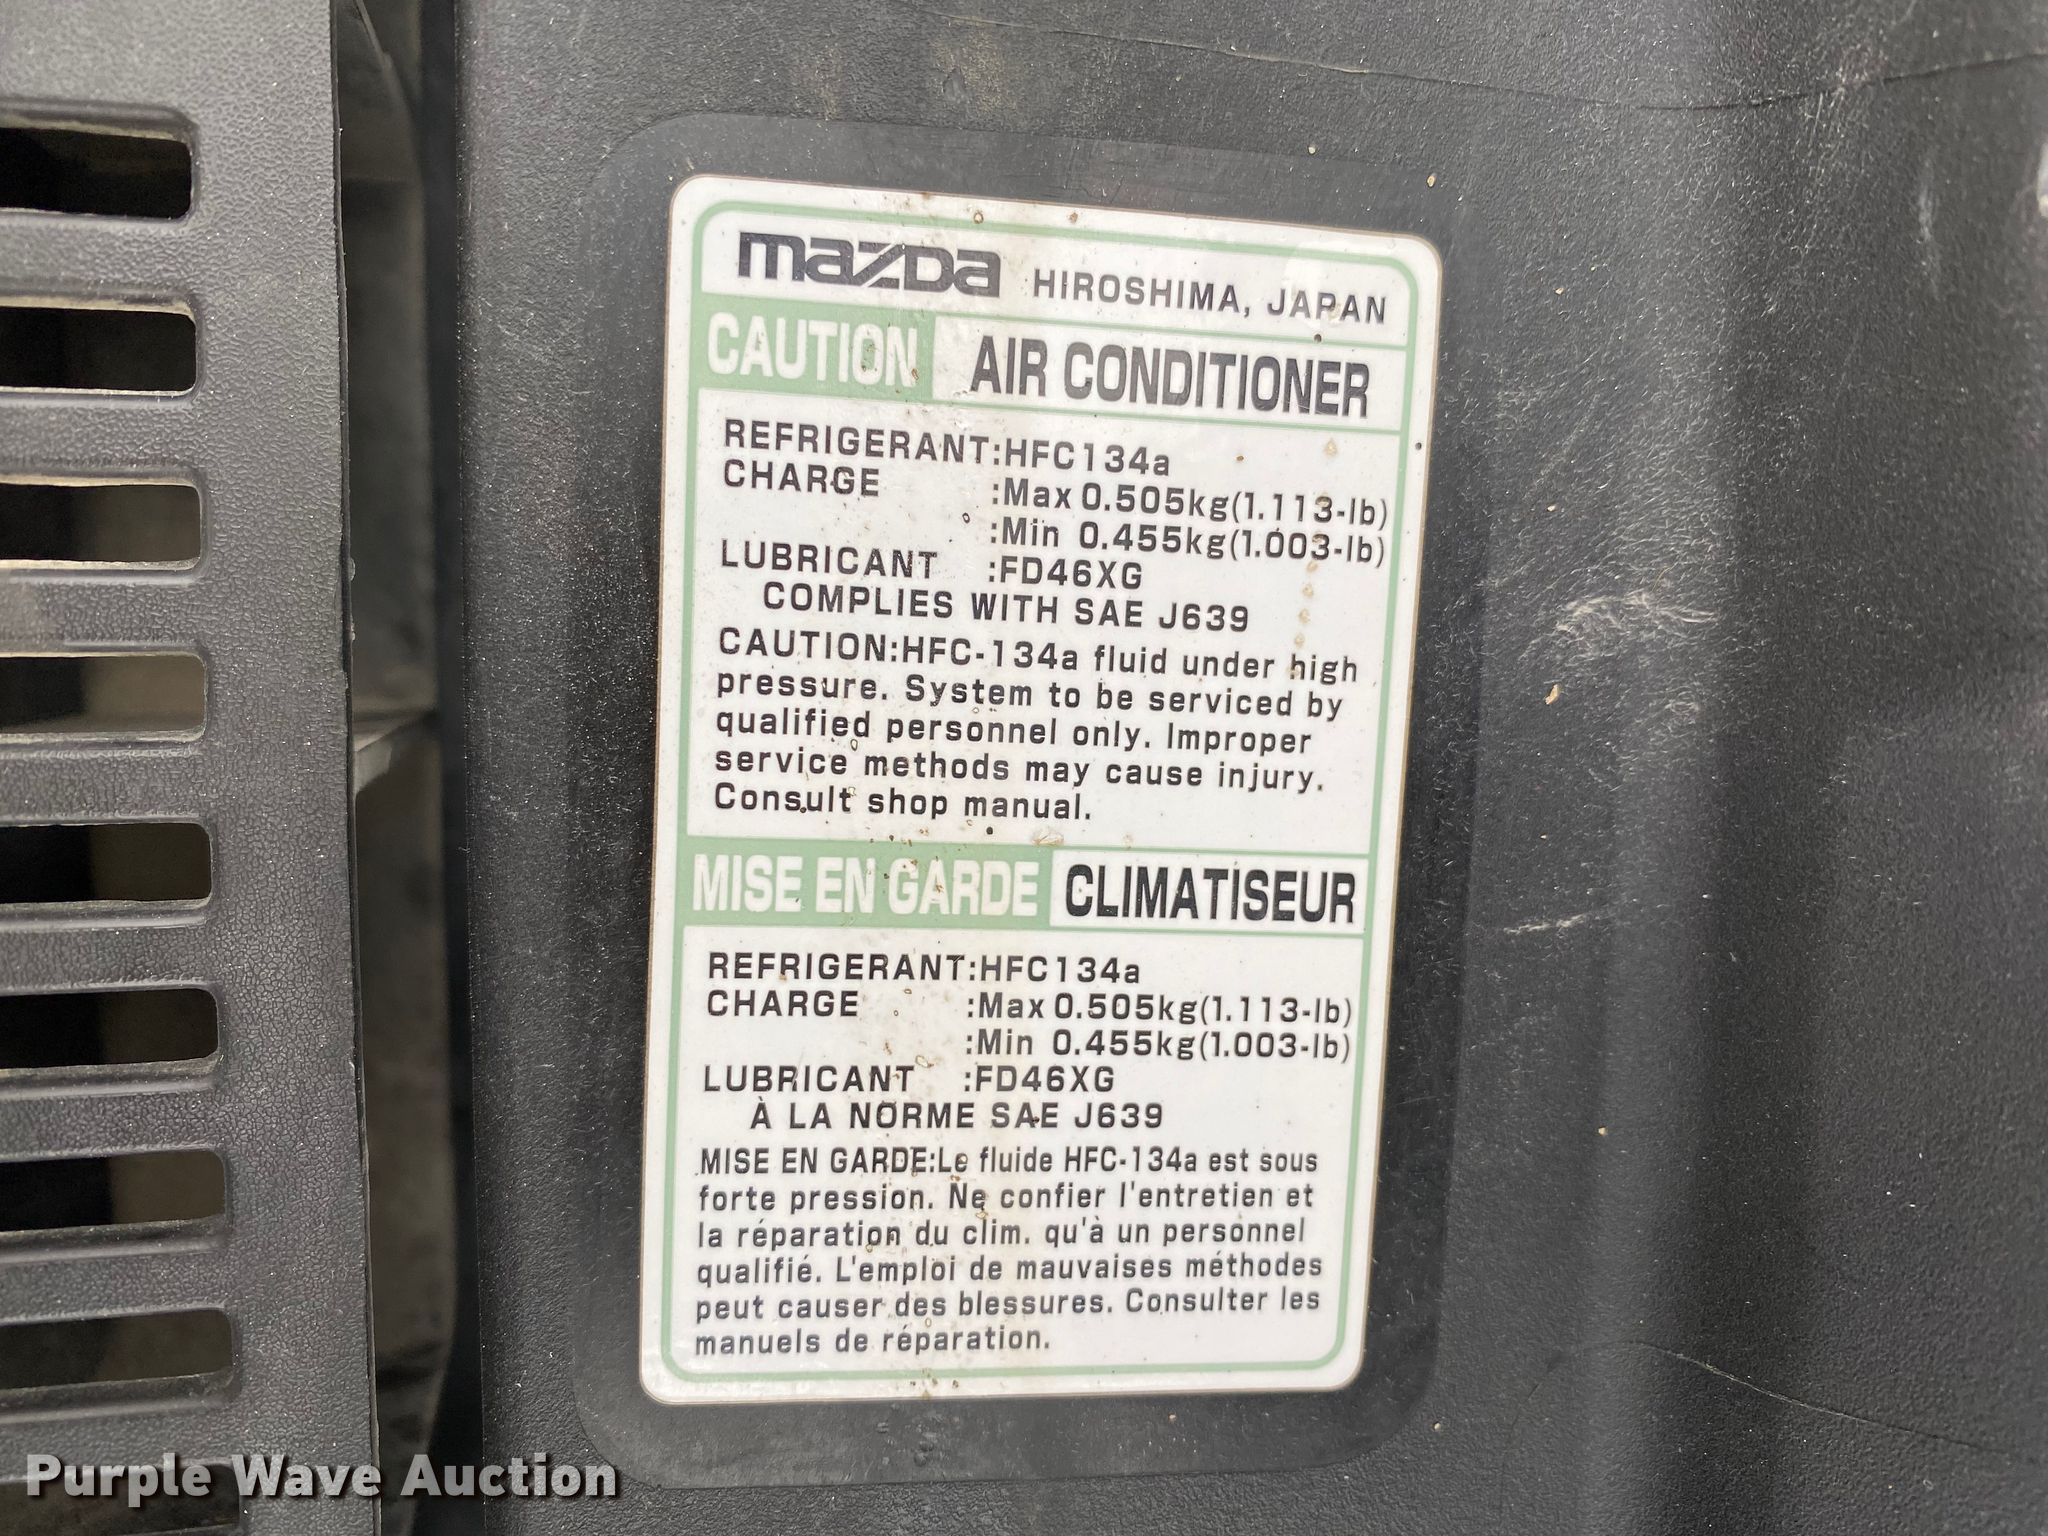 mazda HIROSHIMA, JAPAN
CAUTION AIR CONDITIONER
REFRIGERANT:HFC134a
CHARGE :Max 0.505kg(1.113-lb)
:Min 0.455kg(1.003-lb)
LUBRICANT :FD46XG
COMPLIES WITH SAE J639
CAUTION:HFC-134a fluid under high
pressure. System to be serviced by
qualified personnel only. Improper
service methods may cause injury.
Consult shop manual.
MISE EN GARDE CLIMATISEUR
REFRIGERANT:HFC134a
CHARGE :Max 0.505kg(1.113-lb)
:Min 0.455kg(1.003-lb)
LUBRICANT :FD46XG
À LA NORME SAE J639
MISE EN GARDE:Le fluide HFC-134a est sous
forte pression. Ne confier l'entretien et
la réparation du clim. qu'à un personnel
qualifié. L'emploi de mauvaises méthodes
peut causer des blessures. Consulter les
manuels de réparation.
Purple Wave Auction